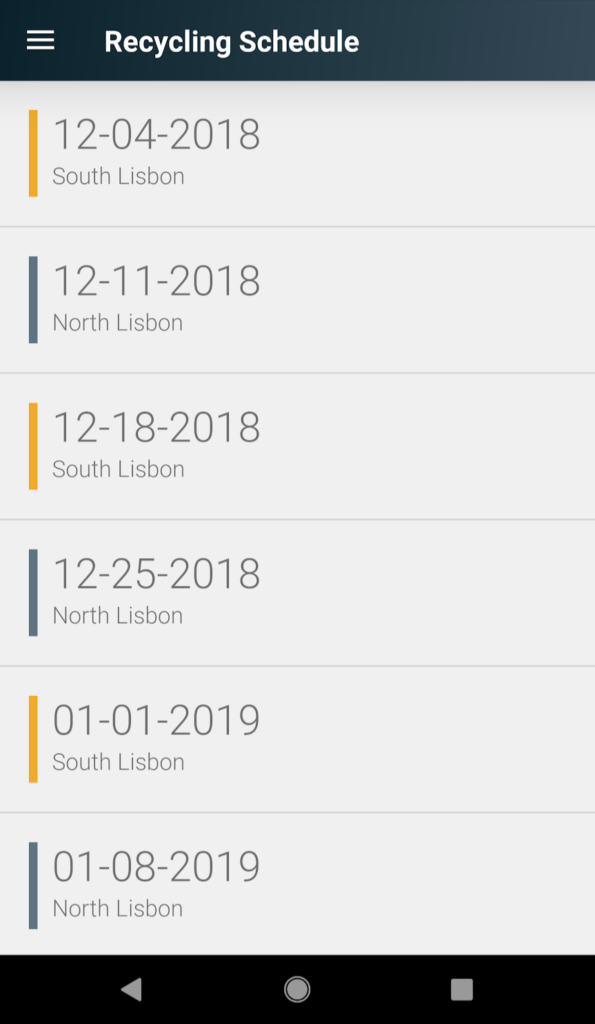 Recycling Schedule
12-04-2018
South Lisbon
12-11-2018
North Lisbon
12-18-2018
South Lisbon
12-25-2018
North Lisbon
01-01-2019
South Lisbon
01-08-2019
North Lisbon